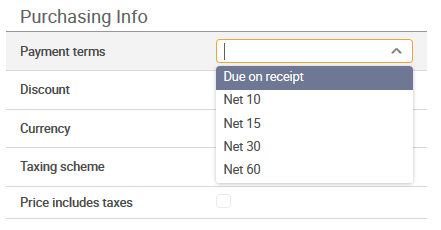 Purchasing Info
Payment terms
Due on receipt
Discount
Net 10
Net 15
Currency
Net 30
Taxing scheme
Net 60
Price includes taxes